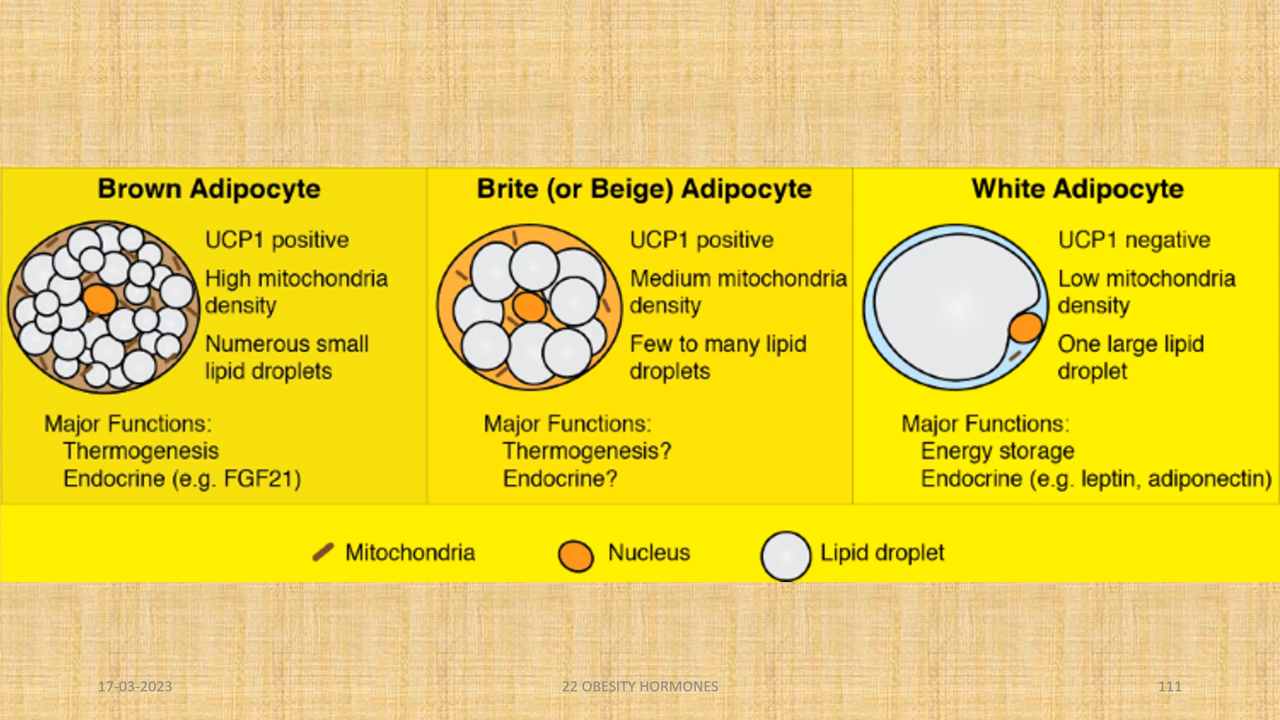 Brown Adipocyte
UCP1 positive
High mitochondria
density
Numerous small
lipid droplets
Major Functions:
Thermogenesis
Endocrine (e.g. FGF21)
Brite (or Beige) Adipocyte
UCP1 positive
Medium mitochondria
density
Few to many lipid
droplets
Major Functions:
Thermogenesis?
Endocrine?
White Adipocyte
UCP1 negative
Low mitochondria
density
One large lipid
droplet
Major Functions:
Energy storage
Endocrine (e.g. leptin, adiponectin)
Mitochondria
Nucleus
Lipid droplet
17-03-2023
22 OBESITY HORMONES
111